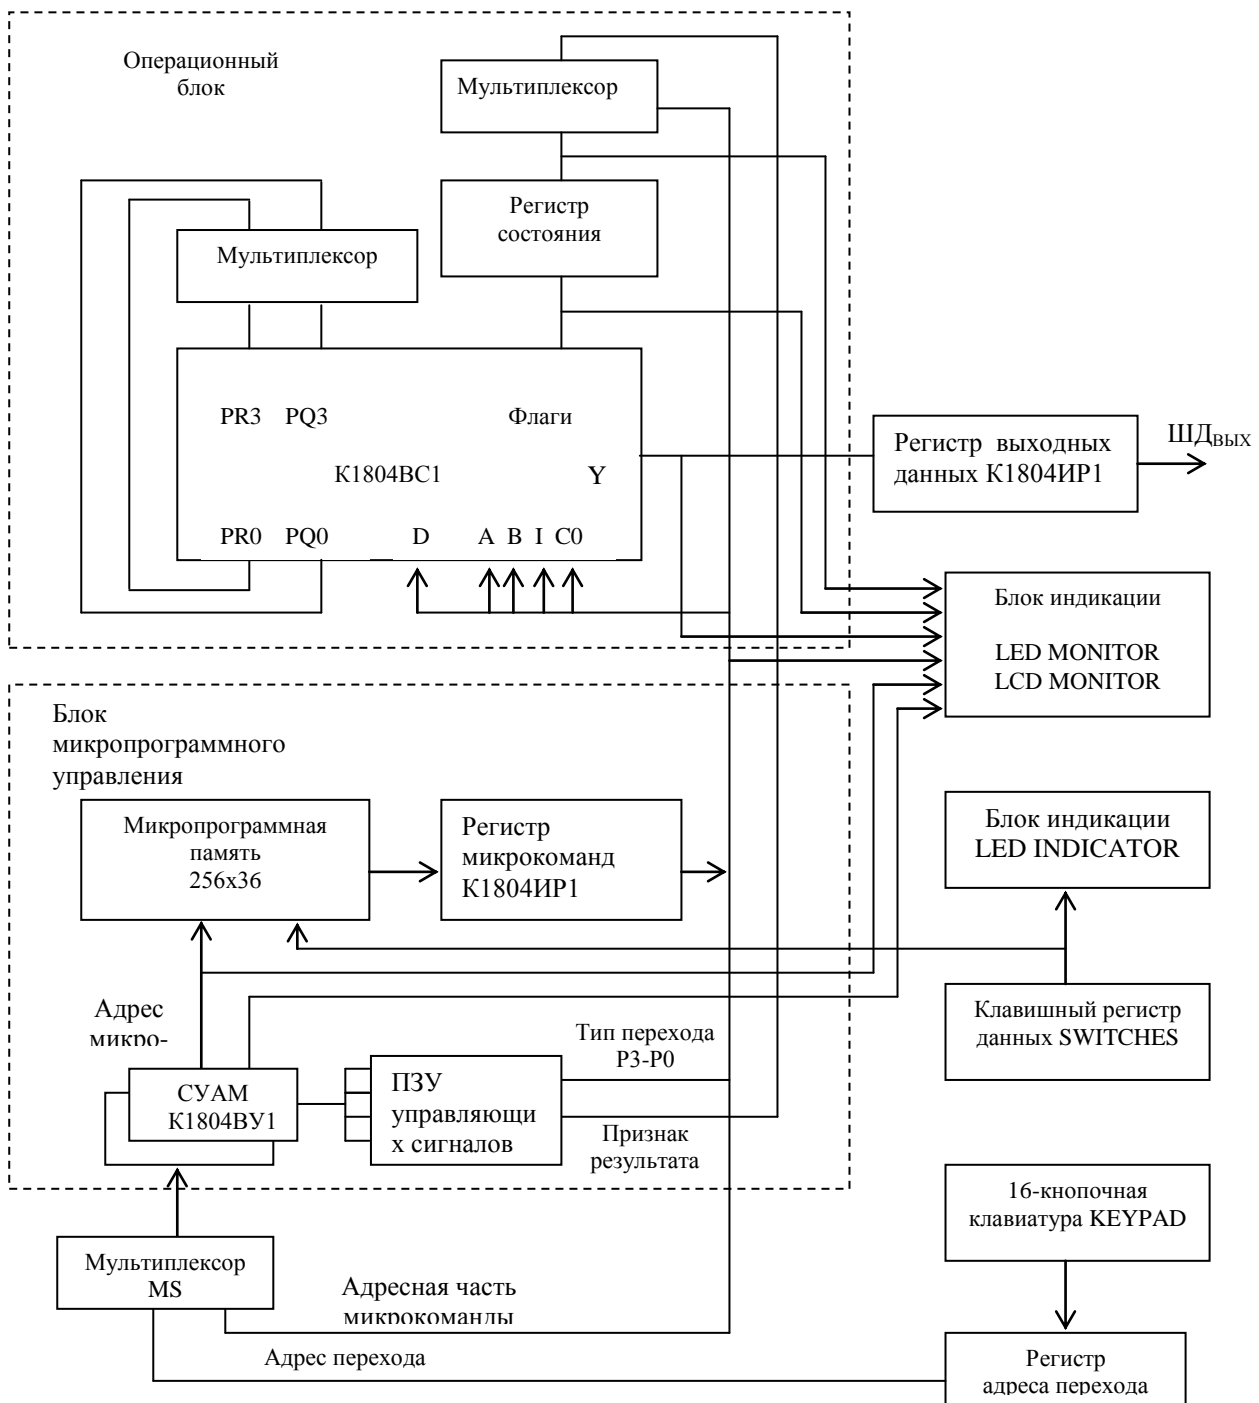 Операционный
блок
Мультиплексор
Регистр
состояния
Мультиплексор
PR3 PQ3 Флаги
К1804ВС1 Y
PR0 PQ0 D A B I C0
Регистр выходных
данных К1804ИР1
ШДВЫХ
Блок индикации
LED MONITOR
LCD MONITOR
Блок
микропрограммного
управления
Микропрограммная
память
256х36
Регистр
микрокоманд
К1804ИР1
Блок индикации
LED INDICATOR
Адрес
микро-
Клавишный регистр
данных SWITCHES
Тип перехода
Р3-Р0
СУАМ
К1804ВУ1
ПЗУ
управляющи
х сигналов
Признак
результата
16-кнопочная
клавиатура KEYPAD
Мультиплексор
MS
Адресная часть
микрокоманды
Адрес перехода
Регистр
адреса перехода